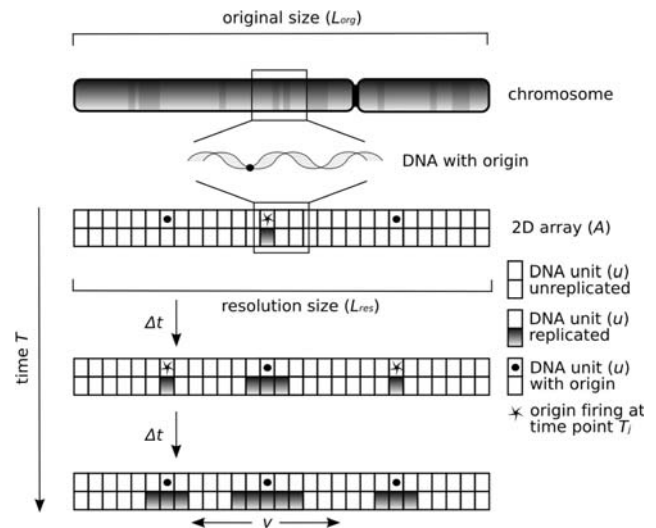 original size (Lorg)
chromosome
DNA with origin
2D array (A)
DNA unit (u)
unreplicated
resolution size (Lres)
Δt
DNA unit (u)
replicated
time T
DNA unit (u)
with origin
origin firing at
time point Ti
Δt
v